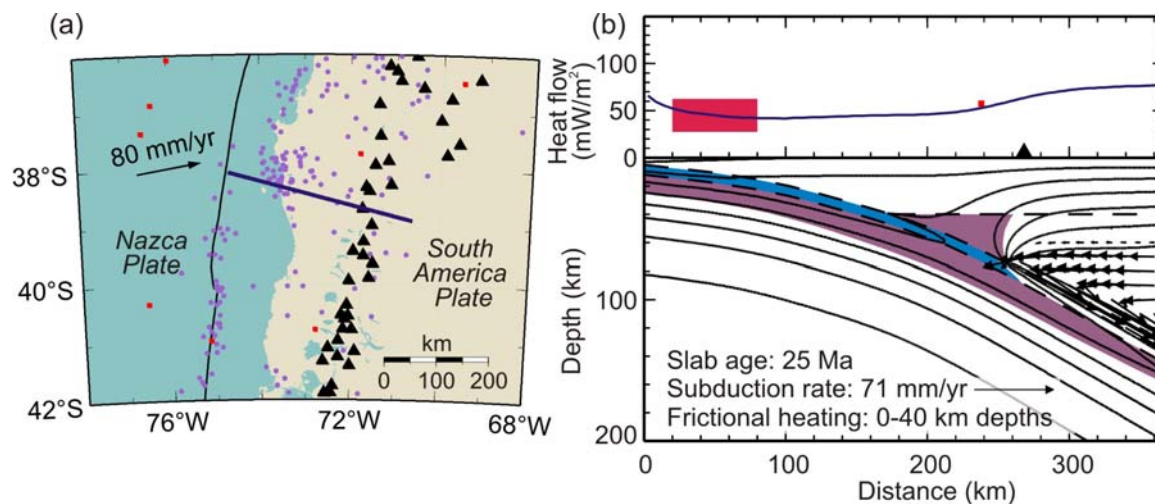 (a)
80 mm/yr
38°S
Nazca
Plate
South
America
Plate
40°S
km
0 100 200
42°S
76°W
72°W
68°W
(b)
Heat flow
(mW/m²)
100
50
0
Depth (km)
100
200
Slab age: 25 Ma
Subduction rate: 71 mm/yr
Frictional heating: 0-40 km depths
0
100
200
300
Distance (km)